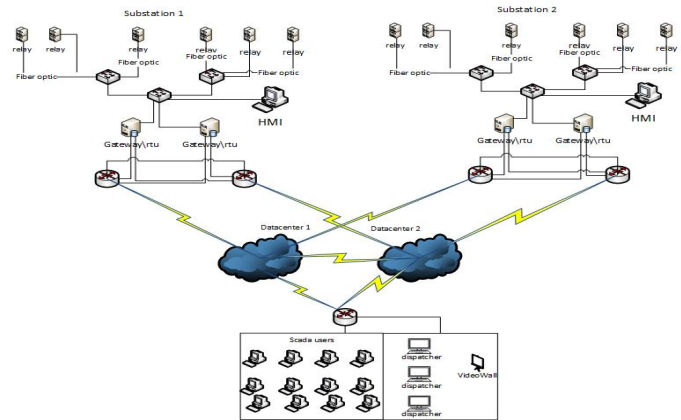 Substation 1
relay
relay
relay
relay
relay
relay
Fiber optic
Fiber optic
Fiber optic
Fiber optic
HMI
Gateway\rtu
Gateway\rtu
Substation 2
relay
relay
relay
relay
relay
relay
Fiber optic
Fiber optic
Fiber optic
Fiber optic
HMI
Gateway\rtu
Gateway\rtu
Datacenter 1
Datacenter 2
Scada users
dispatcher
dispatcher
dispatcher
VideoWall